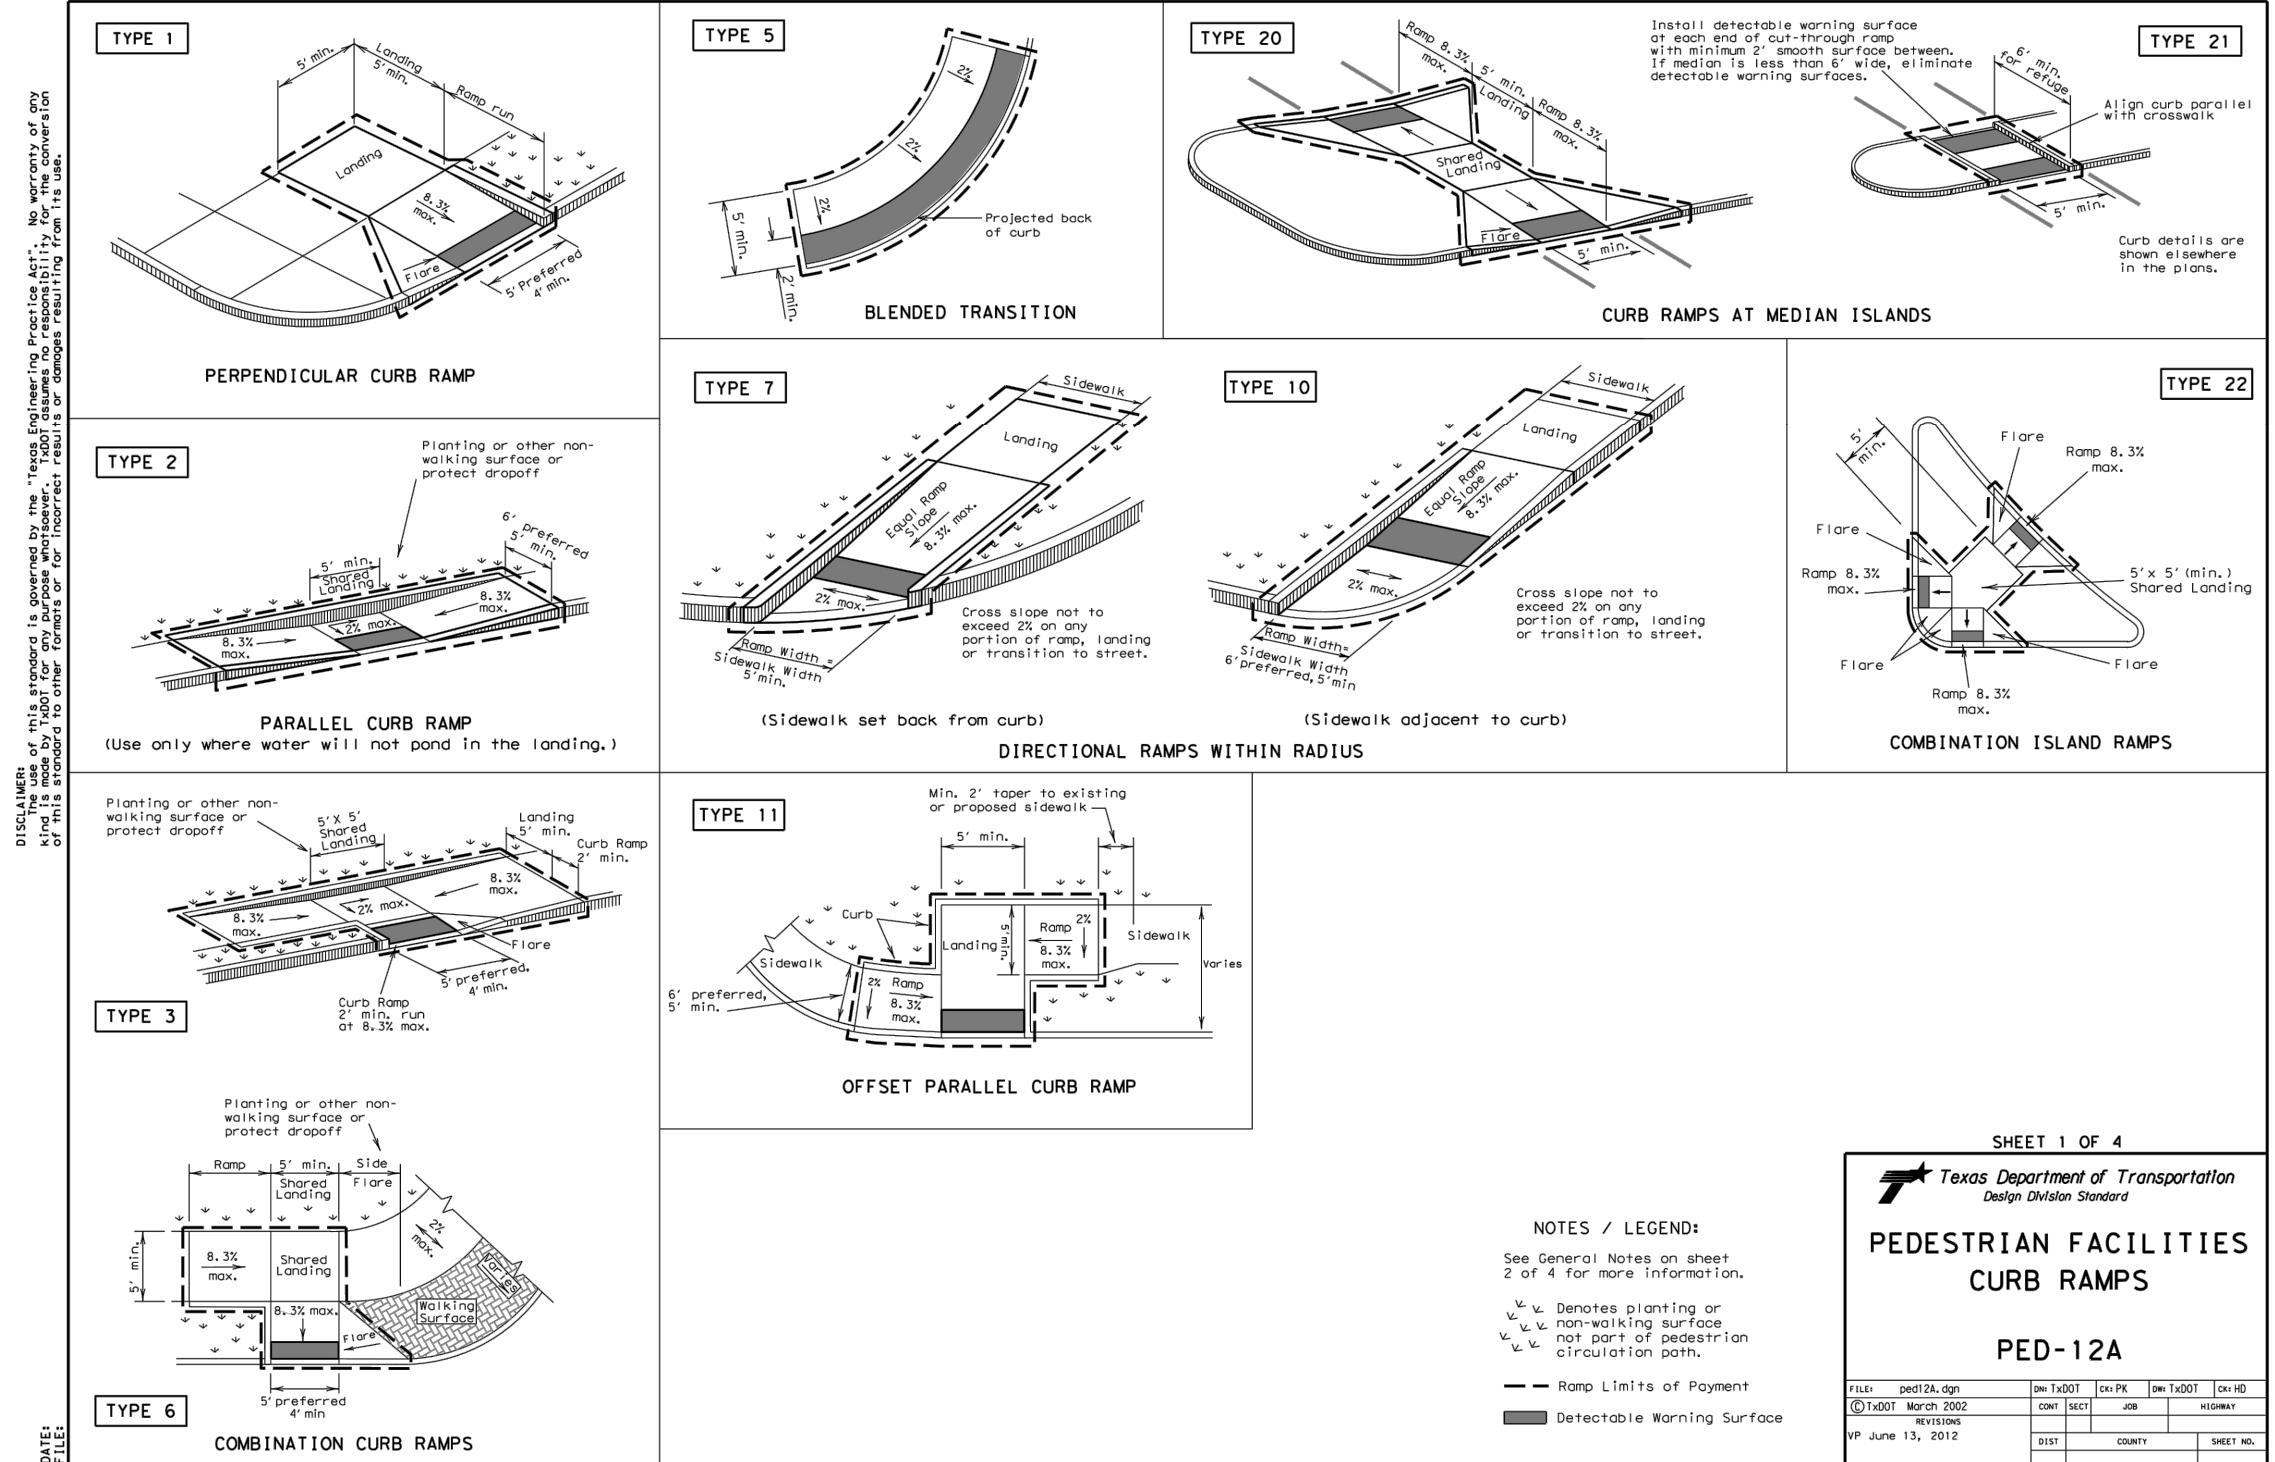 DISCLAIMER:
The use of this standard is governed by the "Texas Engineering Practice Act". No warranty of any
kind is made by TxDOT for any purpose whatsoever. TxDOT assumes no responsibility for the conversion
of this standard to other formats or for incorrect results or damages resulting from its use.
DATE:
FILE:
TYPE 1
5' min.
Landing
5' min.
Ramp run
Landing
8.3%
max.
Flare
5' Preferred
4' min.
PERPENDICULAR CURB RAMP
TYPE 5
2%
2%
2%
5' min.
2' min.
Projected back
of curb
BLENDED TRANSITION
TYPE 20
Ramp 8.3%
max.
5' min.
Landing
Ramp 8.3%
max.
Shared
Landing
Flare
5' min.
Install detectable warning surface
at each end of cut-through ramp
with minimum 2' smooth surface between.
If median is less than 6' wide, eliminate
detectable warning surfaces.
TYPE 21
6'
min.
for refuge
Align curb parallel
with crosswalk
5' min.
Curb details are
shown elsewhere
in the plans.
CURB RAMPS AT MEDIAN ISLANDS
TYPE 2
Planting or other non-
walking surface or
protect dropoff
6' preferred
5' min.
5' min.
Shared
Landing
8.3%
max.
2% max.
8.3%
max.
PARALLEL CURB RAMP
(Use only where water will not pond in the landing.)
TYPE 7
Sidewalk
Landing
Equal Ramp
Slope
8.3% max.
2% max.
Ramp Width =
Sidewalk Width
5'min.
Cross slope not to
exceed 2% on any
portion of ramp, landing
or transition to street.
(Sidewalk set back from curb)
TYPE 10
Sidewalk
Landing
Equal Ramp
Slope
8.3% max.
2% max.
Ramp Width=
Sidewalk Width
6'preferred, 5'min
Cross slope not to
exceed 2% on any
portion of ramp, landing
or transition to street.
(Sidewalk adjacent to curb)
DIRECTIONAL RAMPS WITHIN RADIUS
TYPE 22
5'
min.
Flare
Ramp 8.3%
max.
Flare
Ramp 8.3%
max.
5'x 5'(min.)
Shared Landing
Flare
Flare
Ramp 8.3%
max.
COMBINATION ISLAND RAMPS
Planting or other non-
walking surface or
protect dropoff
5'X 5'
Shared
Landing
Landing
5' min.
Curb Ramp
2' min.
8.3%
max.
2% max.
8.3%
max.
Flare
5' preferred.
4' min.
Curb Ramp
2' min. run
at 8.3% max.
TYPE 3
Planting or other non-
walking surface or
protect dropoff
Ramp
5' min.
Shared
Landing
Side
Flare
2%
max.
5' min.
8.3%
max.
Shared
Landing
Varies
Walking
Surface
8.3% max.
Flare
5'preferred
4'min
TYPE 6
COMBINATION CURB RAMPS
TYPE 11
Min. 2' taper to existing
or proposed sidewalk
5' min.
Curb
Landing
5'min.
Ramp
2%
8.3%
max.
Sidewalk
Varies
Sidewalk
6' preferred,
5' min.
2%
Ramp
8.3%
max.
OFFSET PARALLEL CURB RAMP
NOTES / LEGEND:
See General Notes on sheet
2 of 4 for more information.
Denotes planting or
non-walking surface
not part of pedestrian
circulation path.
Ramp Limits of Payment
Detectable Warning Surface
SHEET 1 OF 4
Texas Department of Transportation
Design Division Standard
PEDESTRIAN FACILITIES
CURB RAMPS
PED-12A
FILE: ped12A.dgn DN: TxDOT CK: PK DW: TxDOT CK: HD
© TxDOT March 2002 CONT SECT JOB HIGHWAY
REVISIONS
VP June 13, 2012
DIST COUNTY SHEET NO.